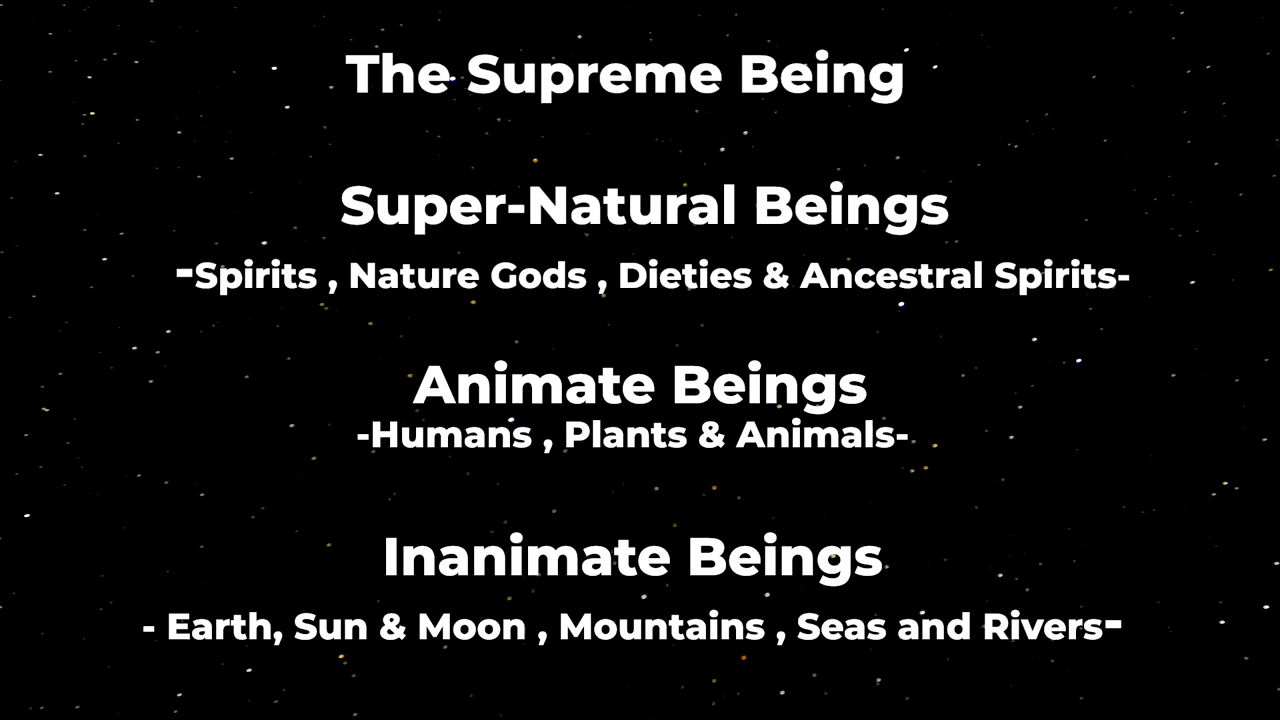 The Supreme Being
Super-Natural Beings
-Spirits , Nature Gods , Dieties & Ancestral Spirits-
Animate Beings
-Humans , Plants & Animals-
Inanimate Beings
- Earth, Sun & Moon , Mountains , Seas and Rivers-